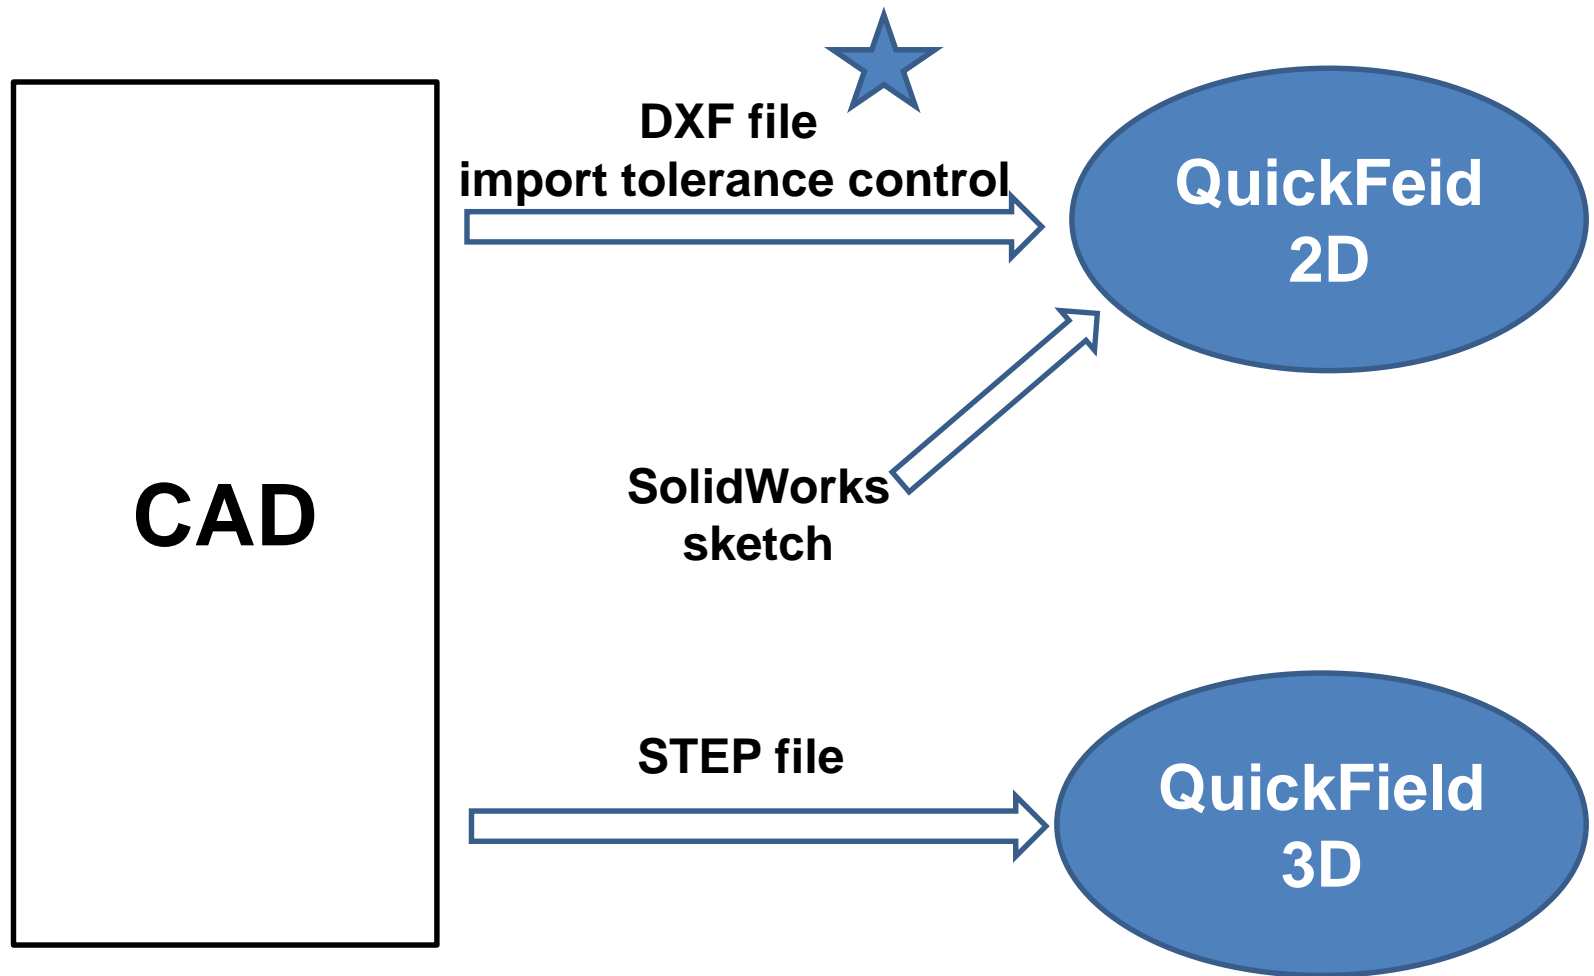 DXF file
import tolerance control
QuickFeid
2D
CAD
SolidWorks
sketch
STEP file
QuickField
3D